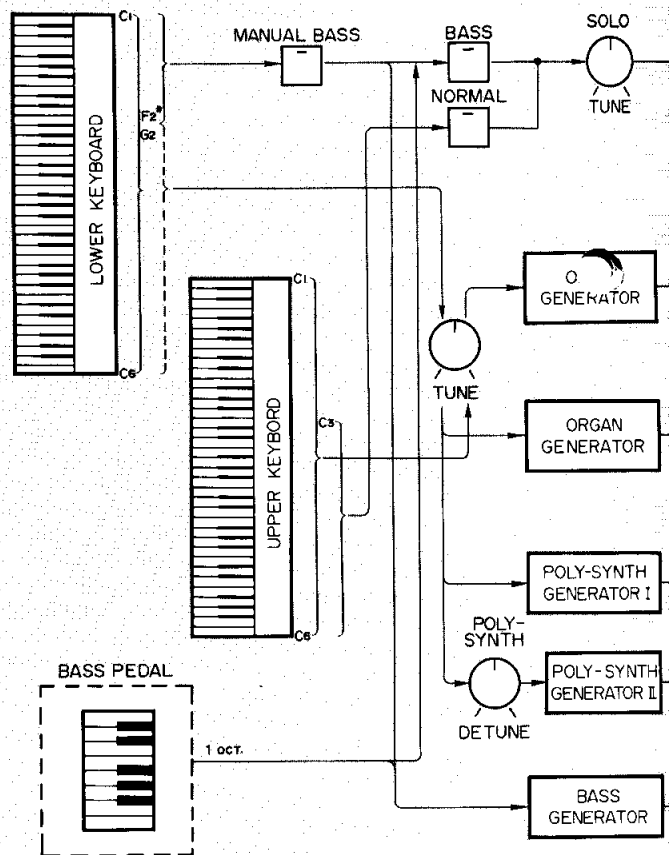 C1
MANUAL BASS
BASS
SOLO
TUNE
NORMAL
F2#
G2
LOWER KEYBOARD
C6
C1
GENERATOR
TUNE
C3
ORGAN
GENERATOR
UPPER KEYBORD
C6
POLY-SYNTH
GENERATOR I
POLY-
SYNTH
POLY-SYNTH
GENERATOR II
DETUNE
BASS PEDAL
1 OCT.
BASS
GENERATOR